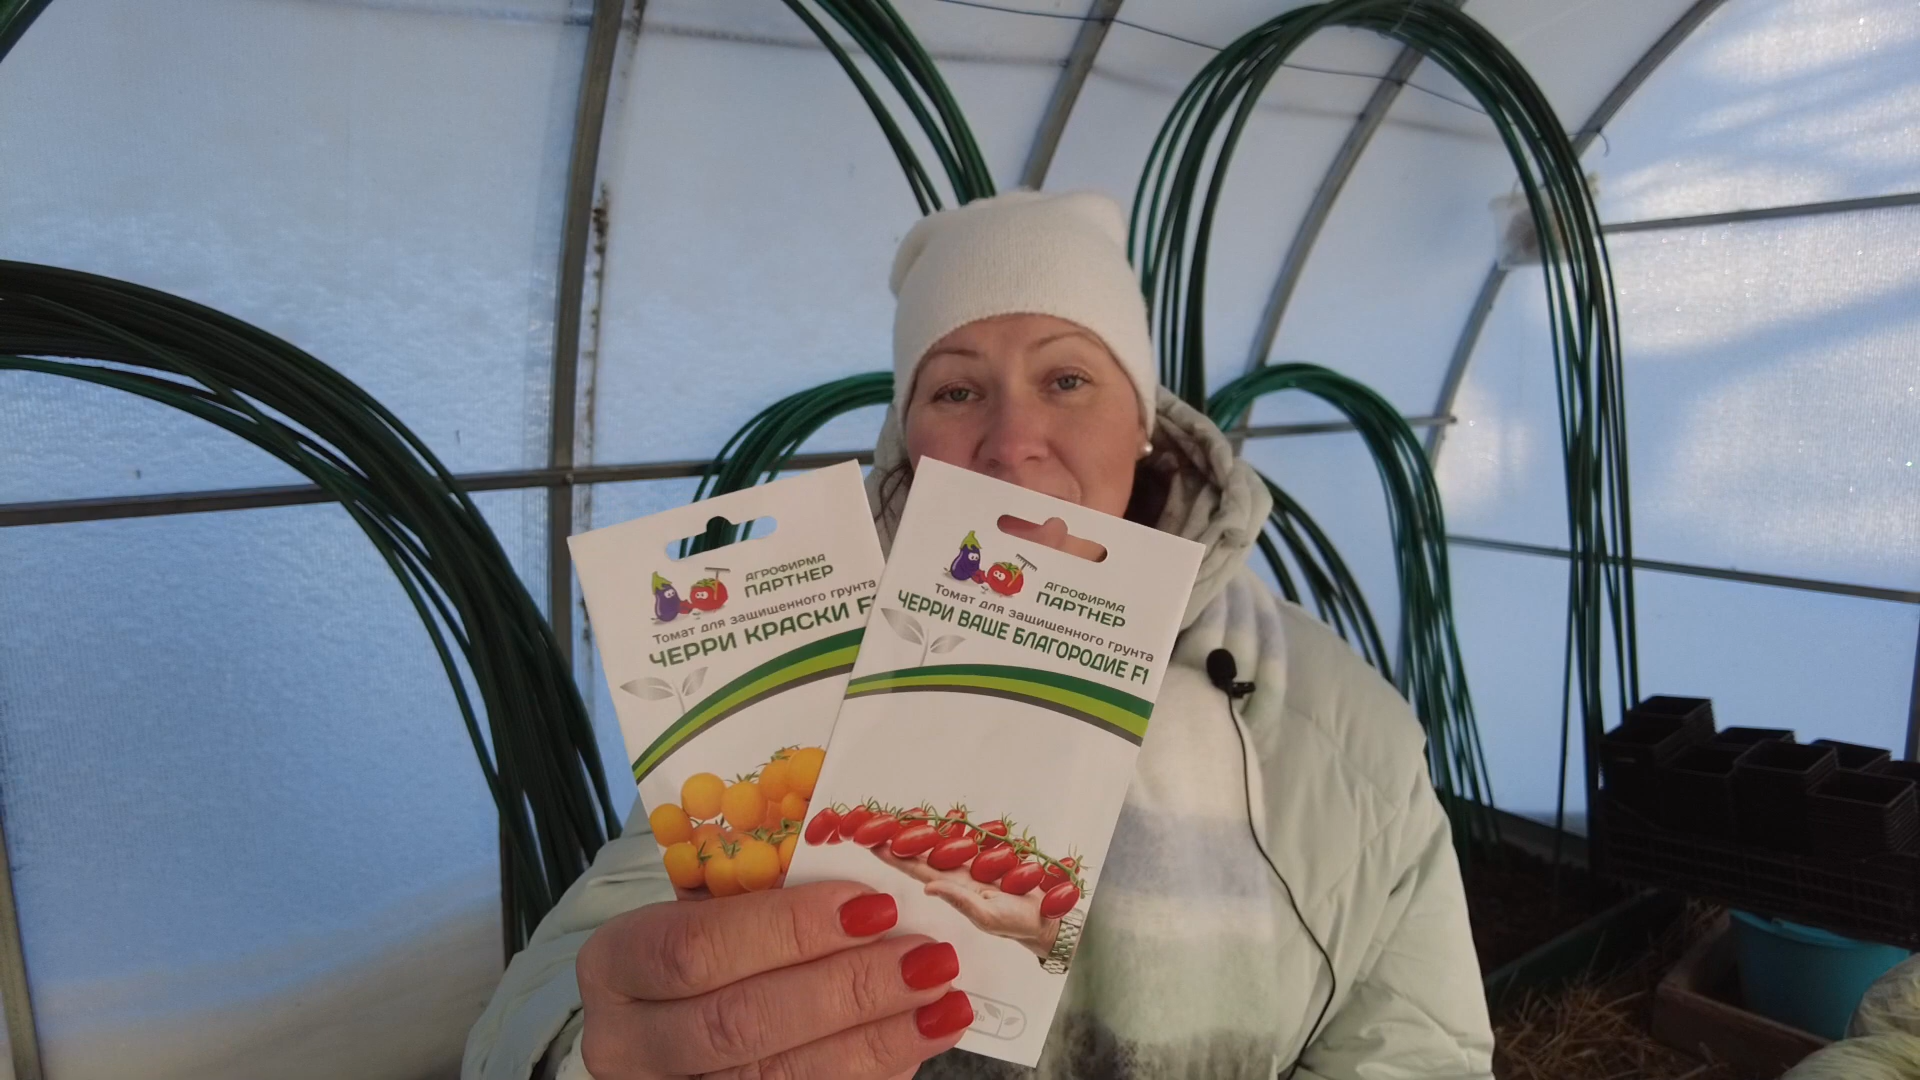 АГРОФИРМА
ПАРТНЕР
Томат для защищенного грунта
ЧЕРРИ КРАСКИ F1
АГРОФИРМА
ПАРТНЕР
Томат для защищенного грунта
ЧЕРРИ ВАШЕ БЛАГОРОДИЕ F1